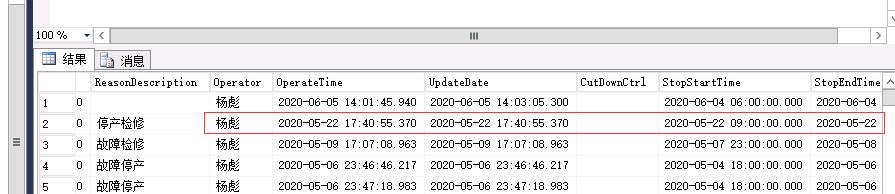 100 %
结果 消息
ReasonDescription Operator OperateTime UpdateDate CutDownCtrl StopStartTime StopEndTime
1 0 杨彪 2020-06-05 14:01:45.940 2020-06-05 14:03:05.300 2020-06-04 06:00:00.000 2020-06-04
2 0 停产检修 杨彪 2020-05-22 17:40:55.370 2020-05-22 17:40:55.370 2020-05-22 09:00:00.000 2020-05-22
3 0 故障检修 杨彪 2020-05-09 17:07:08.963 2020-05-09 17:07:08.963 2020-05-07 23:00:00.000 2020-05-08
4 0 故障停产 杨彪 2020-05-06 23:46:46.217 2020-05-06 23:46:46.217 2020-05-04 18:00:00.000 2020-05-06
5 0 故障停产 杨彪 2020-05-06 23:47:18.983 2020-05-06 23:47:18.983 2020-05-04 18:00:00.000 2020-05-06